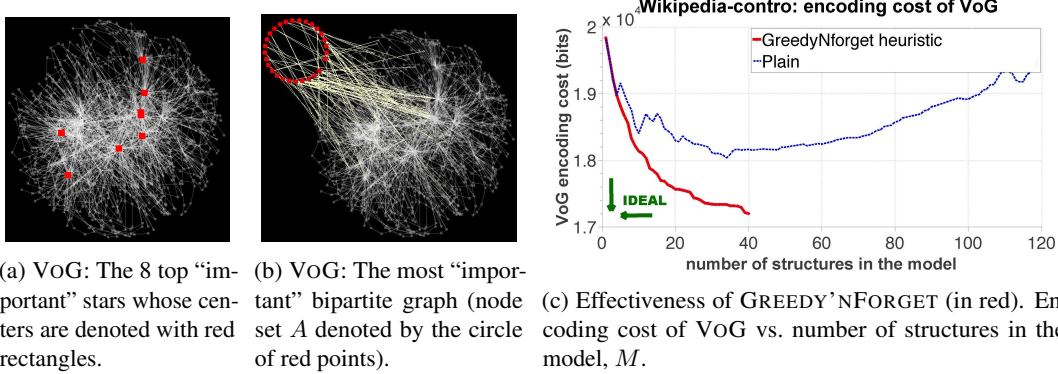 Wikipedia-contro: encoding cost of VoG
2 x 10
GreedyNforget heuristic
Plain
VoG encoding cost (bits)
1.9
1.8
1.7
IDEAL
0 20 40 60 80 100 120
number of structures in the model
(a) VOG: The 8 top “im-
portant” stars whose cen-
ters are denoted with red
rectangles.
(b) VOG: The most “impor-
tant” bipartite graph (node
set A denoted by the circle
of red points).
(c) Effectiveness of GREEDY’NFORGET (in red). En
coding cost of VOG vs. number of structures in the
model, M.